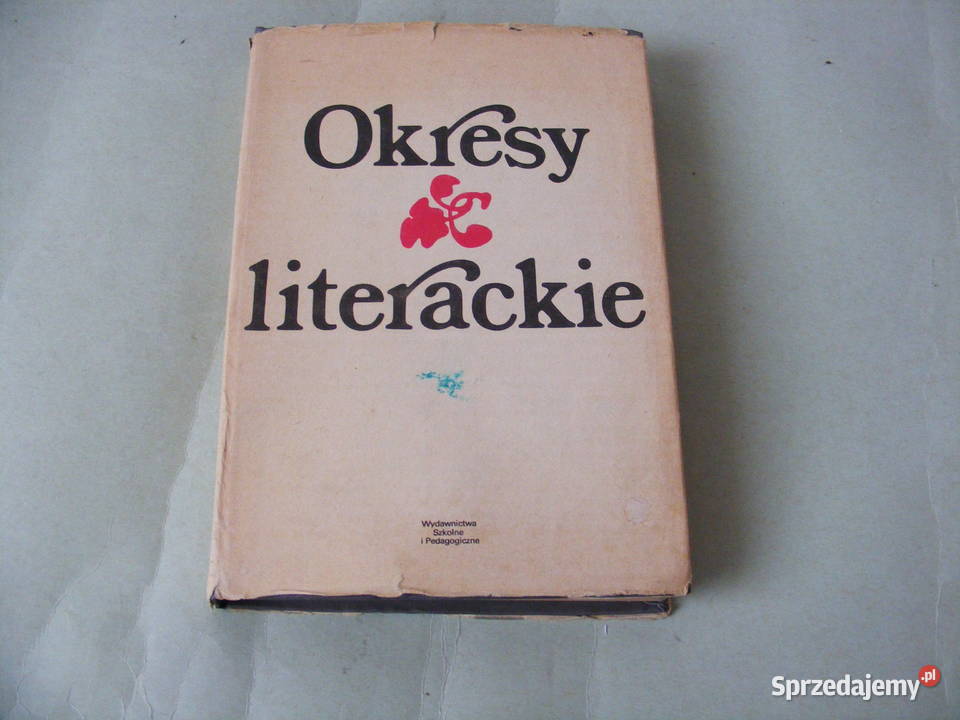 Okresy
literackie
Wydawnictwa
Szkolne
i Pedagogiczne
Sprzedajemy.pl